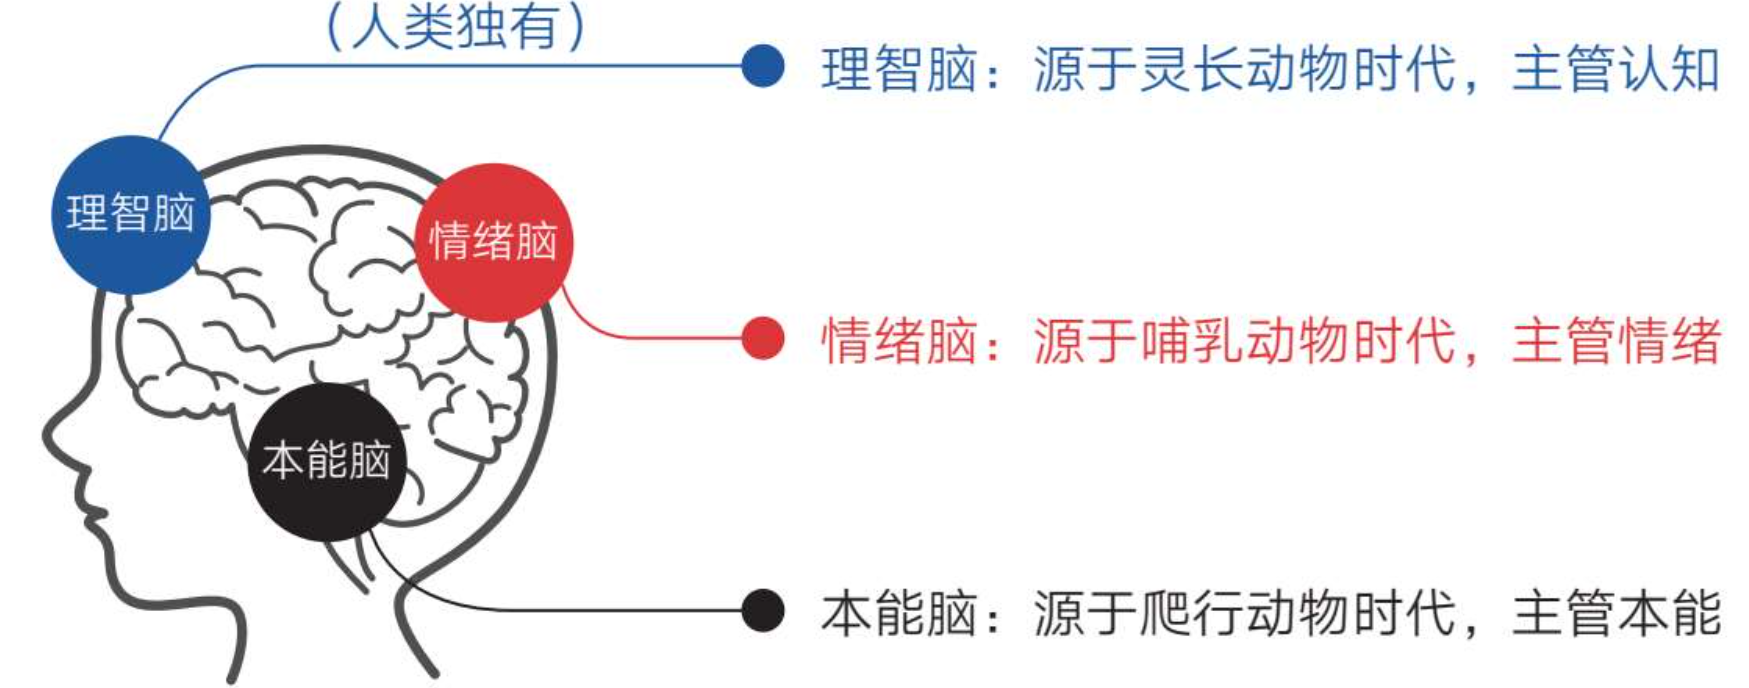 （人类独有）
理智脑：源于灵长动物时代，主管认知
理智脑
情绪脑
情绪脑：源于哺乳动物时代，主管情绪
本能脑
本能脑：源于爬行动物时代，主管本能